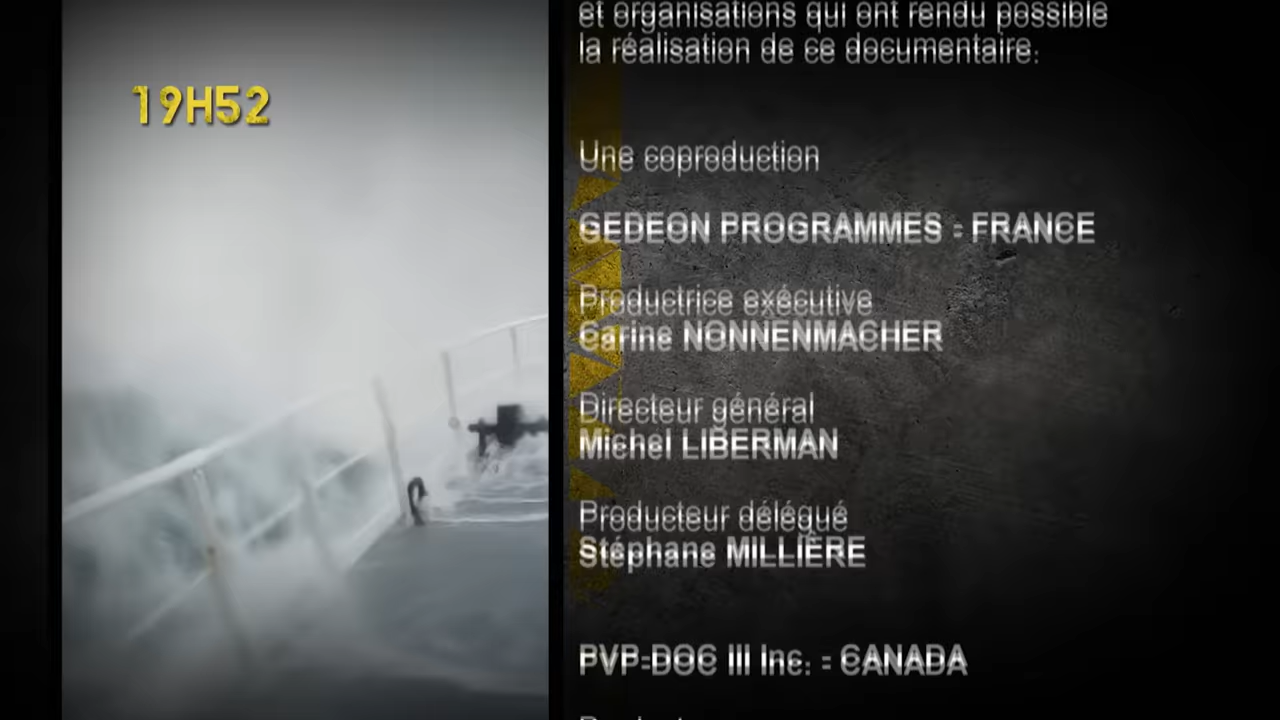 19H52
et organisations qui ont rendu possible
la réalisation de ce documentaire.
Une coproduction
GEDEON PROGRAMMES - FRANCE
Productrice exécutive
Carine NONNENMACHER
Directeur général
Michel LIBERMAN
Producteur délégué
Stéphane MILLIÈRE
PVP-DOC III Inc. - CANADA